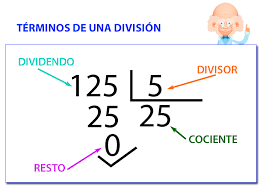 TÉRMINOS DE UNA DIVISIÓN
DIVIDENDO
DIVISOR
125 5
25 25
COCIENTE
0
RESTO